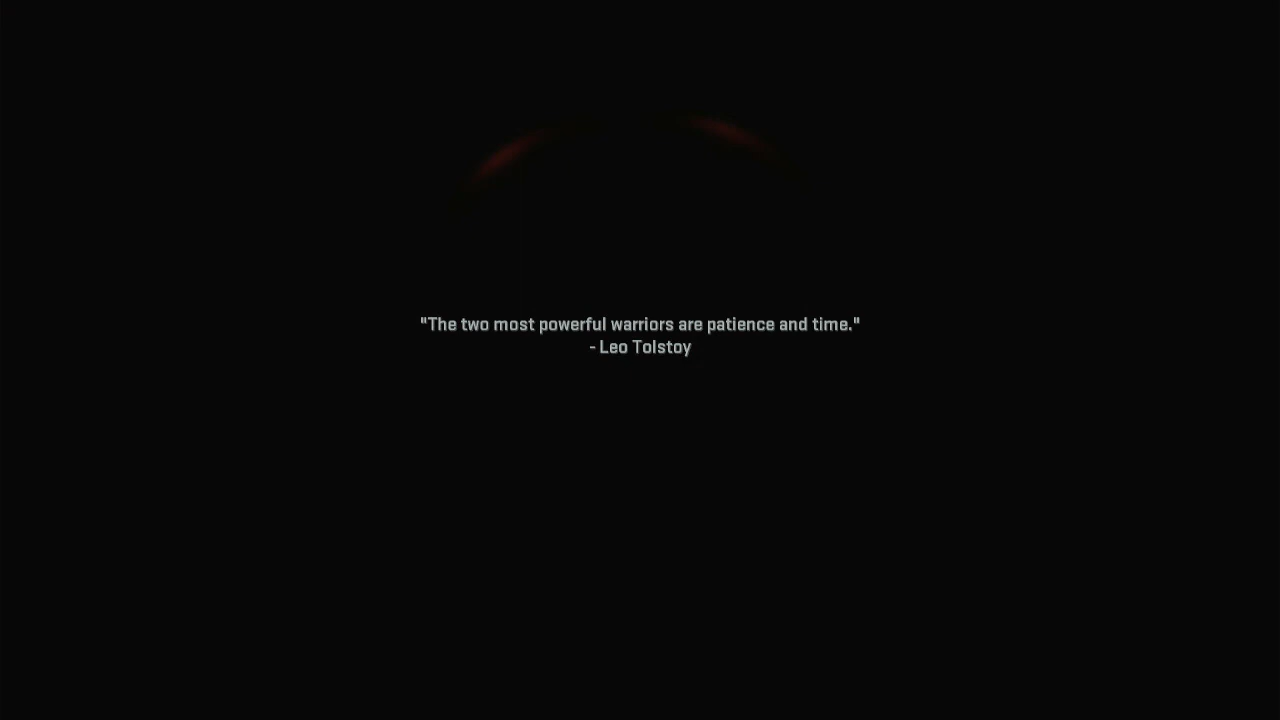 "The two most powerful warriors are patience and time."
- Leo Tolstoy